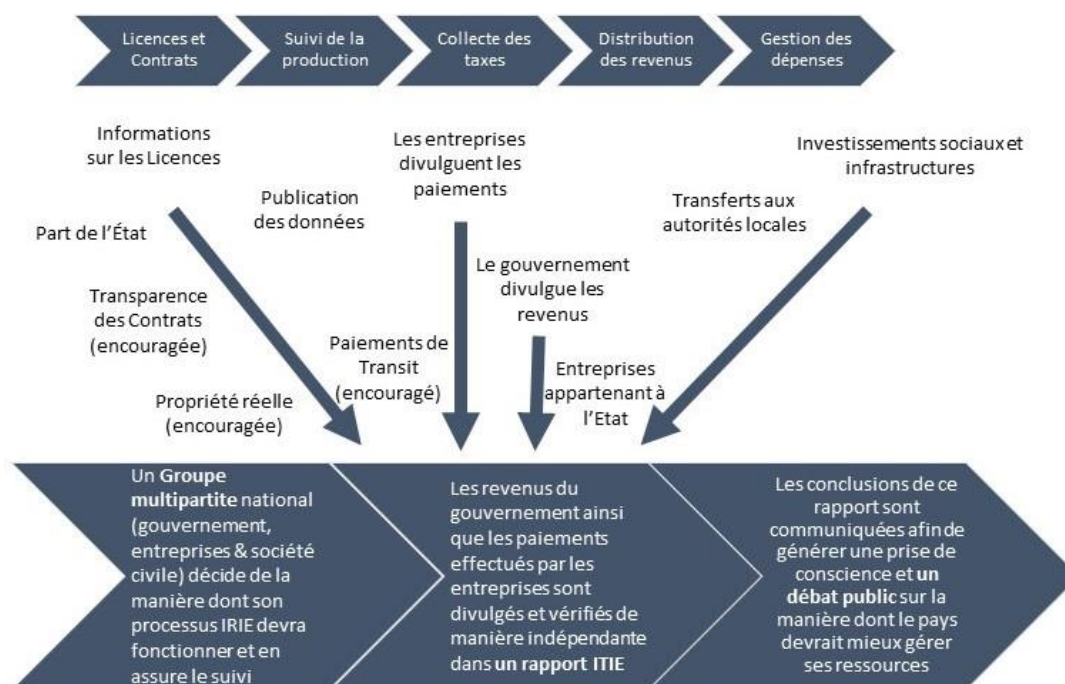 Licences et
Contrats
Suivi de la
production
Collecte des
taxes
Distribution
des revenus
Gestion des
dépenses
Informations
sur les Licences
Part de l'État
Transparence
des Contrats
(encouragée)
Propriété réelle
(encouragée)
Publication
des données
Les entreprises
divulguent les
paiements
Paiements de
Transit
(encouragé)
Le gouvernement
divulgue les
revenus
Entreprises
appartenant à
l'Etat
Transferts aux
autorités locales
Investissements sociaux et
infrastructures
Un Groupe
multipartite national
(gouvernement,
entreprises & société
civile) décide de la
manière dont son
processus IRIE devra
fonctionner et en
assure le suivi
Les revenus du
gouvernement ainsi
que les paiements
effectués par les
entreprises sont
divulgés et vérifiés de
manière indépendante
dans un rapport ITIE
Les conclusions de ce
rapport sont
communiquées afin de
générer une prise de
conscience et un
débat public sur la
manière dont le pays
devrait mieux gérer
ses ressources